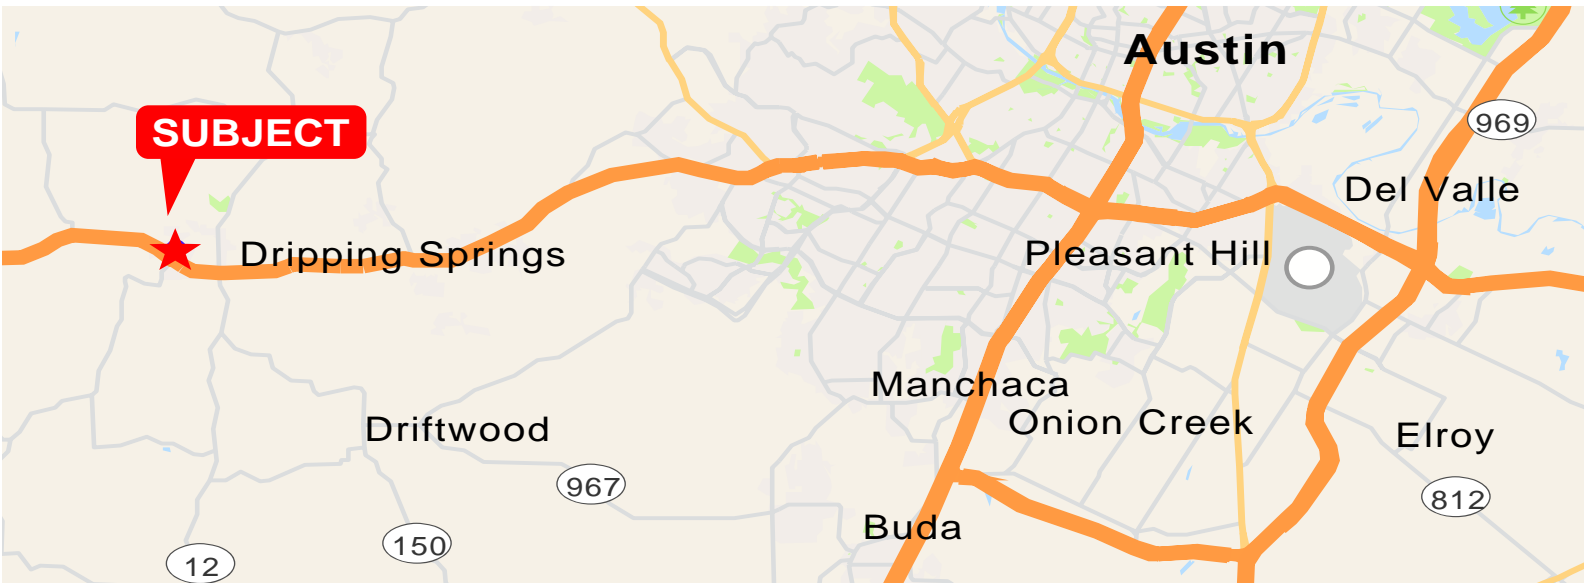 Austin
969
SUBJECT
Del Valle
Dripping Springs
Pleasant Hill
Manchaca
Onion Creek
Driftwood
Elroy
967
812
Buda
150
12